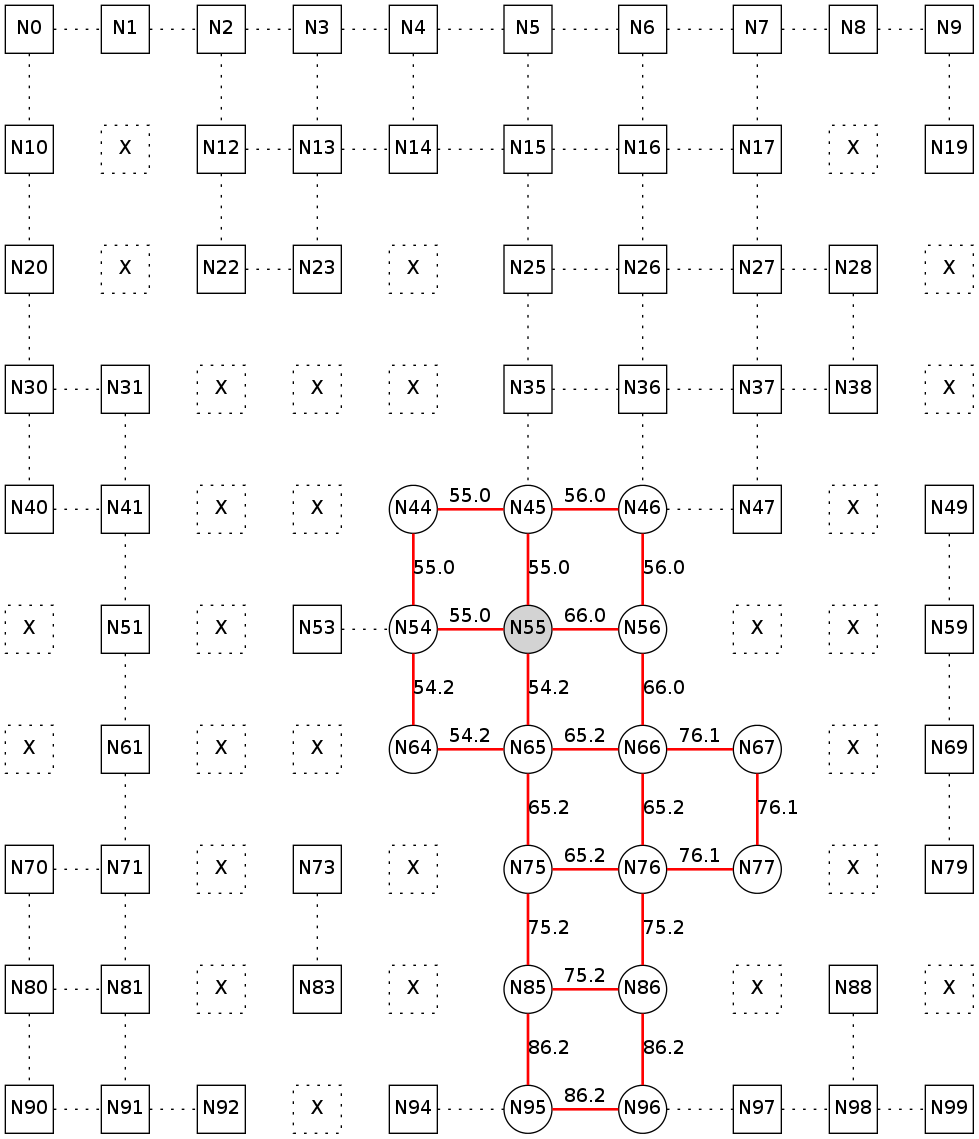 N0 N1 N2 N3 N4 N5 N6 N7 N8 N9
N10 X N12 N13 N14 N15 N16 N17 X N19
N20 X N22 N23 X N25 N26 N27 N28 X
N30 N31 X X X N35 N36 N37 N38 X
55.0 56.0
N40 N41 X X N44 N45 N46 N47 X N49
55.0 55.0 56.0
55.0 66.0
X N51 X N53 N54 N55 N56 X X N59
54.2 54.2 66.0
54.2 65.2 76.1
X N61 X X N64 N65 N66 N67 X N69
65.2 65.2 76.1
65.2 76.1
N70 N71 X N73 X N75 N76 N77 X N79
75.2 75.2
75.2
N80 N81 X N83 X N85 N86 X N88 X
86.2 86.2
86.2
N90 N91 N92 X N94 N95 N96 N97 N98 N99